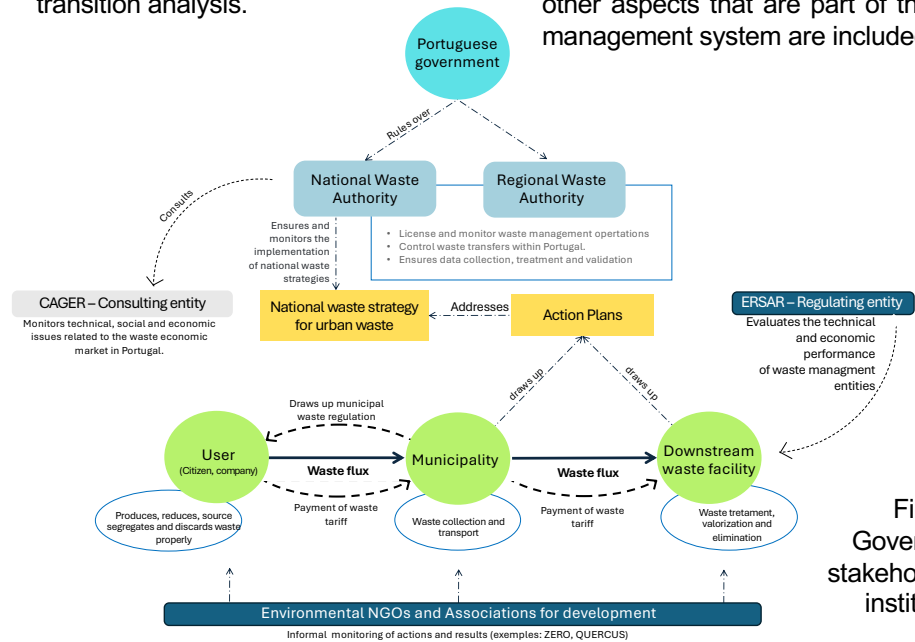 transition analysis.
other aspects that are part of th
management system are include
Portuguese
government
Rules over
National Waste
Authority
Regional Waste
Authority
Consults
Ensures and
monitors the
implementation
of national waste
strategies
• License and monitor waste management opertations
• Control waste transfers within Portugal.
• Ensures data collection, treatment and validation
CAGER – Consulting entity
Monitors technical, social and economic
issues related to the waste economic
market in Portugal.
National waste strategy
for urban waste
Addresses
Action Plans
ERSAR – Regulating entity
Evaluates the technical
and economic
performance
of waste managment
entities
draws up
draws up
Draws up municipal
waste regulation
User
(Citizen, company)
Waste flux
Municipality
Waste flux
Downstream
waste facility
Payment of waste
tariff
Payment of waste
tariff
Produces, reduces, source
segregates and discards waste
properly
Waste collection and
transport
Waste tretament,
valorization and
elimination
Fi
Gover
stakeho
instit
Environmental NGOs and Associations for development
Informal monitoring of actions and results (exemples: ZERO, QUERCUS)